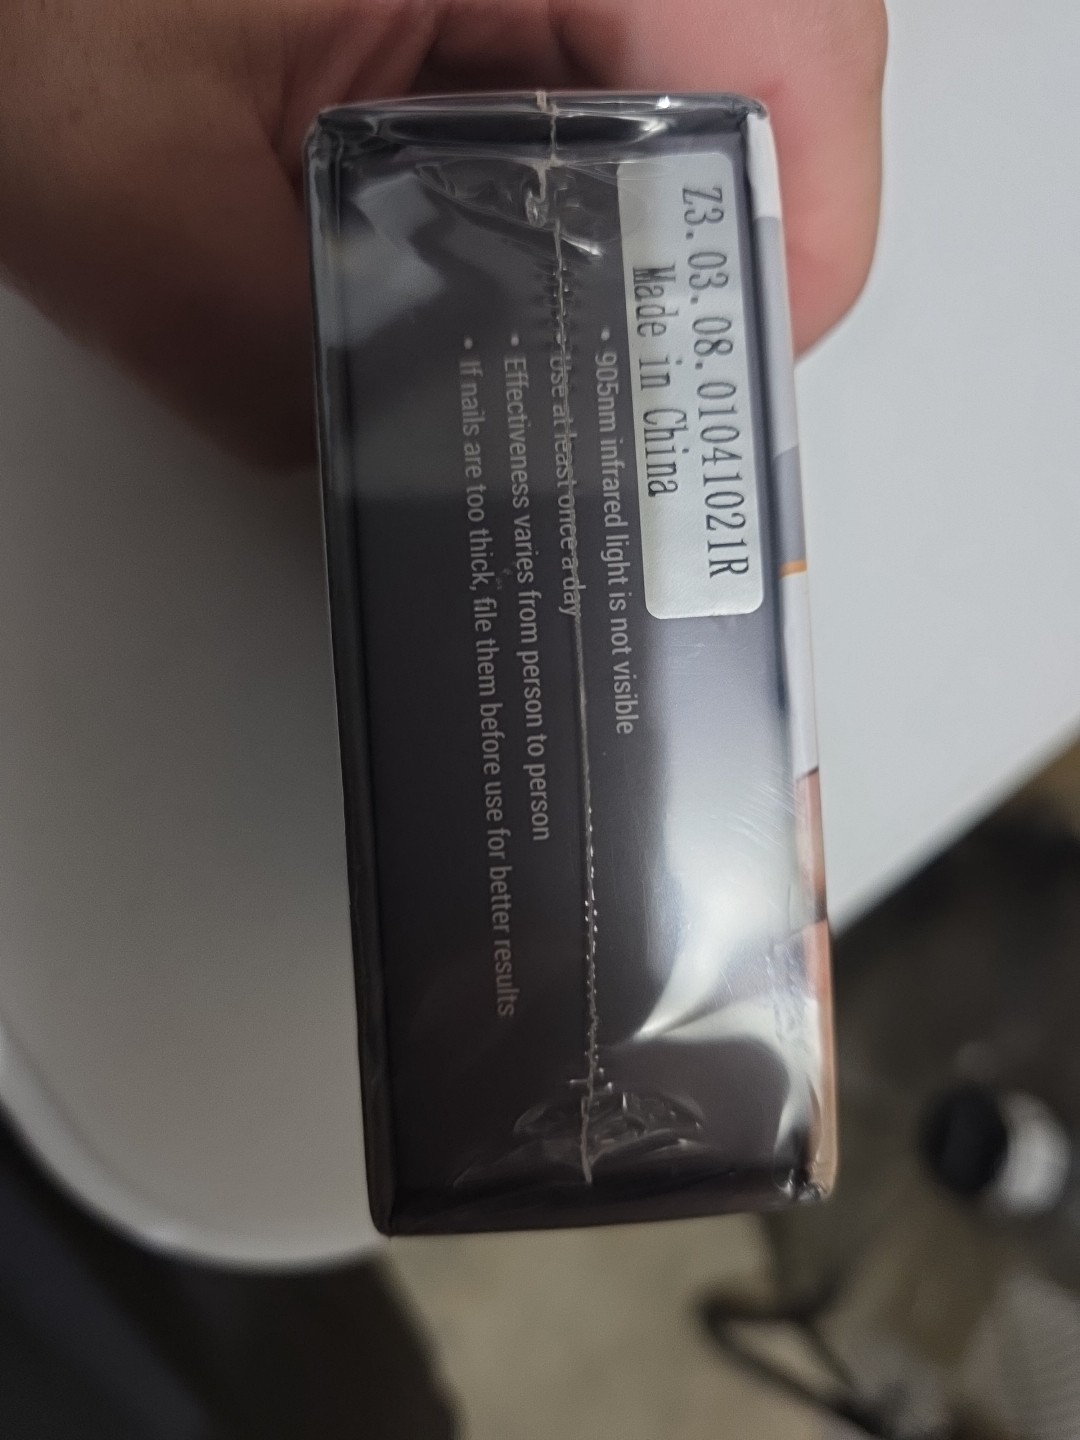 Z3.03.08.01041021R
Made in China
• 905nm infrared light is not visible
• Use at least once a day
• Effectiveness varies from person to person
• If nails are too thick, file them before use for better results